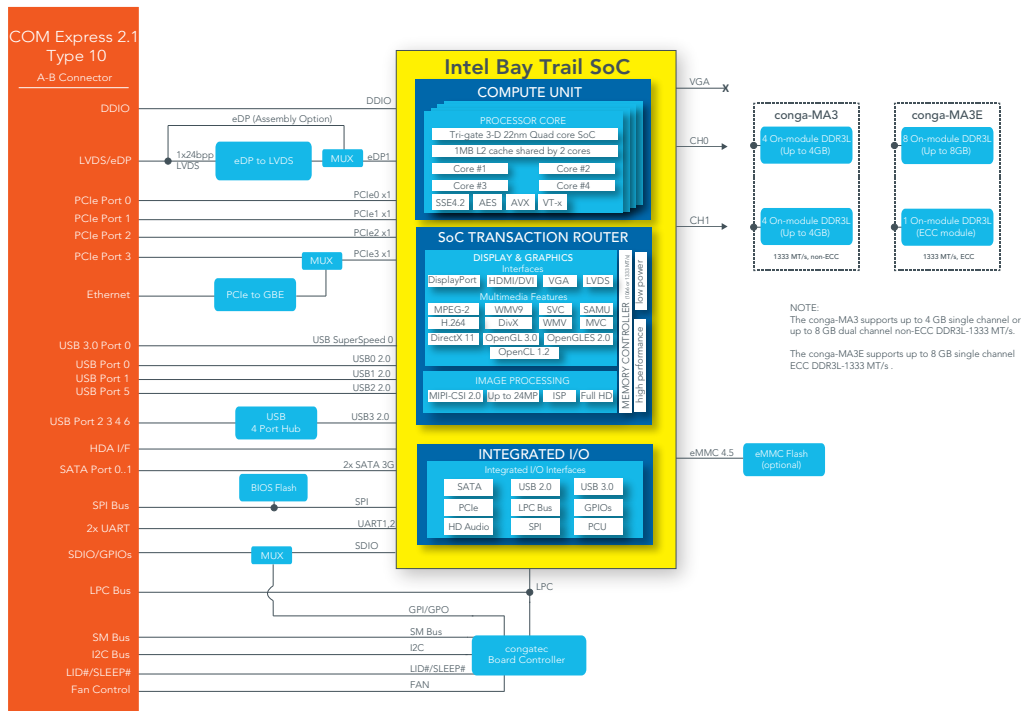 COM Express 2.1
Type 10
A-B Connector
DDIO
LVDS/eDP
PCIe Port 0
PCIe Port 1
PCIe Port 2
PCIe Port 3
Ethernet
USB 3.0 Port 0
USB Port 0
USB Port 1
USB Port 5
USB Port 2 3 4 6
HDA I/F
SATA Port 0..1
SPI Bus
2x UART
SDIO/GPIOs
LPC Bus
SM Bus
I2C Bus
LID#/SLEEP#
Fan Control
DDIO
eDP (Assembly Option)
1x24bpp
LVDS
eDP to LVDS
MUX
eDP1
PCIe0 x1
PCIe1 x1
PCIe2 x1
MUX
PCIe3 x1
PCIe to GBE
USB SuperSpeed 0
USB0 2.0
USB1 2.0
USB2 2.0
USB
4 Port Hub
USB3 2.0
2x SATA 3G
BIOS Flash
SPI
UART1,2
MUX
SDIO
LPC
GPI/GPO
SM Bus
I2C
LID#/SLEEP#
FAN
congatec
Board Controller
Intel Bay Trail SoC
COMPUTE UNIT
PROCESSOR CORE
Tri-gate 3-D 22nm Quad core SoC
1MB L2 cache shared by 2 cores
Core #1 Core #2
Core #3 Core #4
SSE4.2 AES AVX VT-x
SoC TRANSACTION ROUTER
DISPLAY & GRAPHICS
Interfaces
DisplayPort HDMI/DVI VGA LVDS
Multimedia Features
MPEG-2 WMV9 SVC SAMU
H.264 DivX WMV MVC
DirectX 11 OpenGL 3.0 OpenGLES 2.0
OpenCL 1.2
IMAGE PROCESSING
MIPI-CSI 2.0 Up to 24MP ISP Full HD
MEMORY CONTROLLER
low power
high performance
INTEGRATED I/O
Integrated I/O Interfaces
SATA USB 2.0 USB 3.0
PCIe LPC Bus GPIOs
HD Audio SPI PCU
VGA
X
CH0
CH1
eMMC 4.5
eMMC Flash
(optional)
conga-MA3
4 On-module DDR3L
(Up to 4GB)
4 On-module DDR3L
(Up to 4GB)
1333 MT/s, non-ECC
conga-MA3E
8 On-module DDR3L
(Up to 8GB)
1 On-module DDR3L
(ECC module)
1333 MT/s, ECC
NOTE:
The conga-MA3 supports up to 4 GB single channel or
up to 8 GB dual channel non-ECC DDR3L-1333 MT/s.
The conga-MA3E supports up to 8 GB single channel
ECC DDR3L-1333 MT/s .